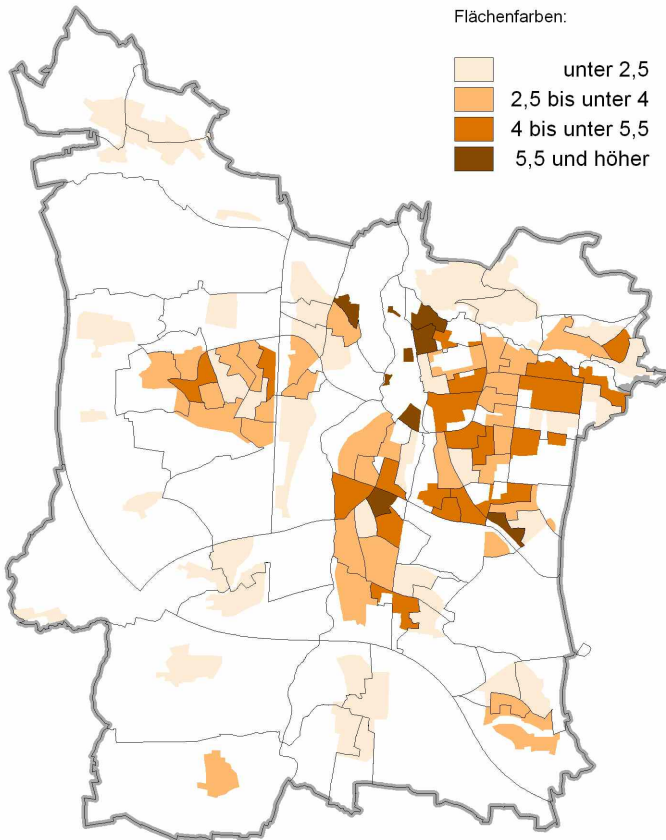 Flächenfarben:
unter 2,5
2,5 bis unter 4
4 bis unter 5,5
5,5 und höher